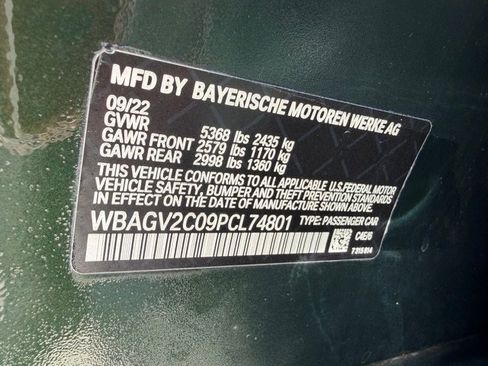 MFD BY BAYERISCHE MOTOREN WERKE AG
09/22
GVWR 5368 lbs 2435 kg
GAWR FRONT 2579 lbs 1170 kg
GAWR REAR 2998 lbs 1360 kg
THIS VEHICLE CONFORMS TO ALL APPLICABLE U.S. FEDERAL MOTOR
VEHICLE SAFETY, BUMPER AND THEFT PREVENTION STANDARDS
IN EFFECT ON THE DATE OF MANUFACTURE SHOWN ABOVE.
WBAGV2C09PCL74801 TYPE: PASSENGER CAR